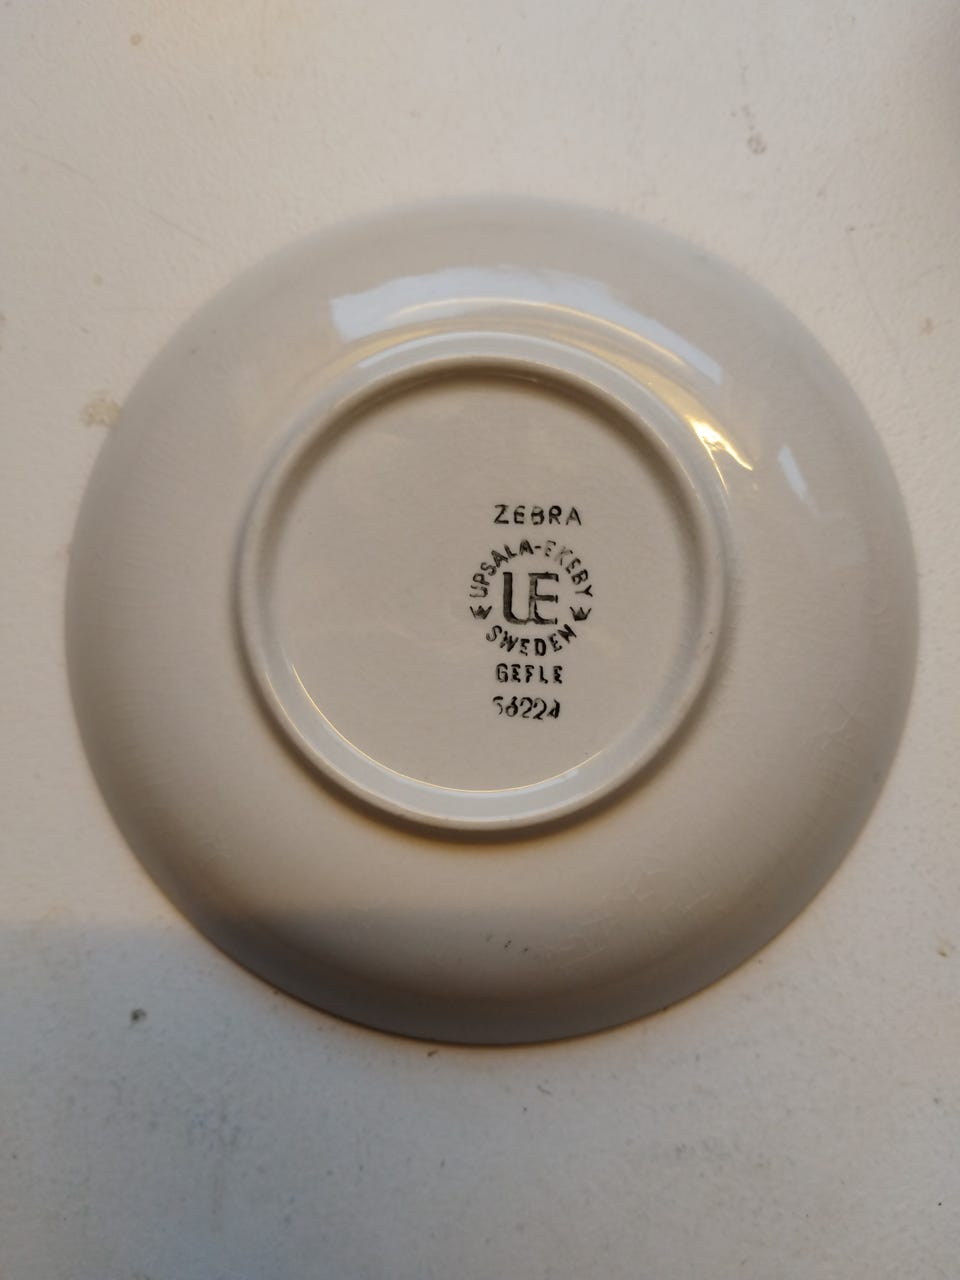 ZEBRA
UPSALA-EKEBY
UE
SWEDEN
GEFLE
56224